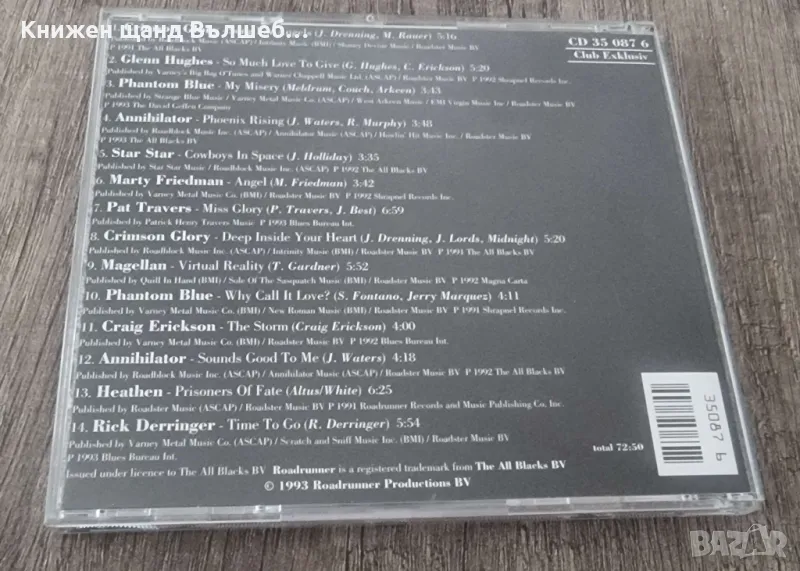 Книжен щанд Вълшеб...
(J. Drenning, M. Rauer) 5:16
Music (ASCAP) / Intrinity Music (BMI) / Stoney Devine Music / Roadster Music BV
P 1991 The All Blacks BV
CD 35 087 6
Club Exklusiv
2. Glenn Hughes - So Much Love To Give (G. Hughes, C. Erickson) 5:20
Published by Varney's Big Bag O'Tunes and Warner Chappell Music Ltd. (ASCAP) / Roadster Music BV P 1992 Shrapnel Records Inc.
3. Phantom Blue - My Misery (Meldrum, Couch, Arkeen) 3:43
Published by Strange Blue Music / Varney Metal Music Co. (ASCAP) / West Arkeen Music / EMI Virgin Music Inc / Roadster Music BV
P 1993 The David Geffen Company
4. Annihilator - Phoenix Rising (J. Waters, R. Murphy) 3:48
Published by Roadblock Music Inc. (ASCAP) / Annihilator Music (ASCAP) / Hearfin' Hit Music Inc. / Roadster Music BV
P 1993 The All Blacks BV
5. Star Star - Cowboys In Space (J. Holliday) 3:35
Published by Star Star Music / Roadblock Music Inc. (ASCAP) P 1992 The All Blacks BV
6. Marty Friedman - Angel (M. Friedman) 3:42
Published by Varney Metal Music Co. (BMI) / Roadster Music BV P 1992 Shrapnel Records Inc.
7. Pat Travers - Miss Glory (P. Travers, J. Best) 6:59
Published by Patrick Henry Travers Music P 1993 Blues Bureau Int.
8. Crimson Glory - Deep Inside Your Heart (J. Drenning, J. Lords, Midnight) 5:20
Published by Roadblock Music Inc. (ASCAP) / Intrinity Music (BMI) / Roadster Music BV P 1991 The All Blacks BV
9. Magellan - Virtual Reality (T. Gardner) 5:52
Published by Quill In Hand (BMI) / Sole Of The Sasquatch Music (BMI) / Roadster Music BV P 1992 Magna Carta
10. Phantom Blue - Why Call It Love? (S. Fontano, Jerry Marquez) 4:11
Published by Varney Metal Music Co. (BMI) / New Roman Music (BMI) / Roadster Music BV P 1991 Shrapnel Records Inc.
11. Craig Erickson - The Storm (Craig Erickson) 4:00
Published by Varney Metal Music Co. (BMI) / Roadster Music BV P 1992 Blues Bureau Int.
12. Annihilator - Sounds Good To Me (J. Waters) 4:18
Published by Roadblock Music Inc. (ASCAP) / Annihilator Music (ASCAP) / Roadster Music BV P 1992 The All Blacks BV
13. Heathen - Prisoners Of Fate (Altus/White) 6:25
Published by Roadster Music (ASCAP) / Roadster Music BV P 1991 Roadrunner Records and Music Publishing Co. Inc.
14. Rick Derringer - Time To Go (R. Derringer) 5:54
Published by Varney Metal Music Co. (ASCAP) / Scratch and Sniff Music Inc. (BMI) / Roadster Music BV
P 1993 Blues Bureau Int.
total 72:50
Issued under licence to The All Blacks BV Roadrunner is a registered trademark from The All Blacks BV
© 1993 Roadrunner Productions BV
35087 6
BAZAR